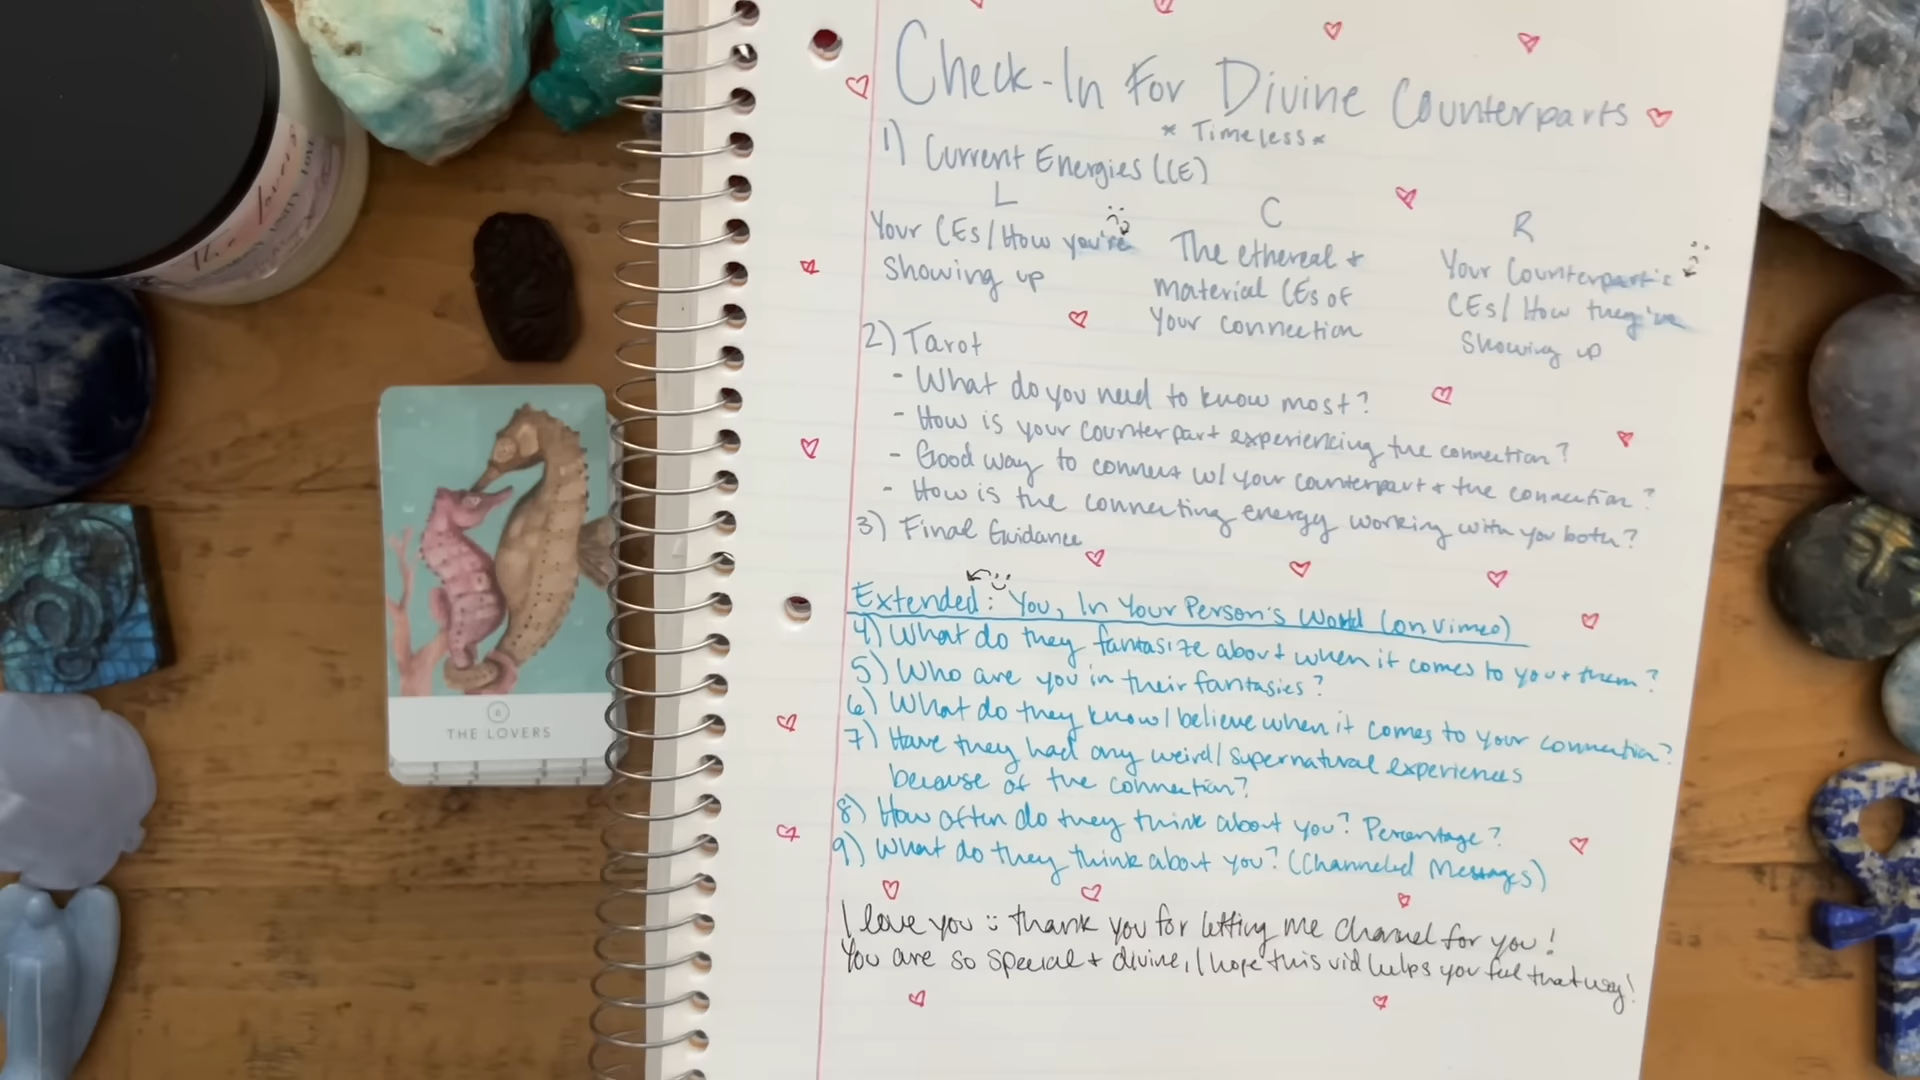 The Lovers
6
THE LOVERS
Check-In For Divine Counterparts
* Timeless *
1) Current Energies (CE)
L
C
R
Your CEs/How you're
showing up
The ethereal +
material CEs of
Your connection
Your Counterpart's
CEs/How they're
Showing up
2) Tarot
- What do you need to know most?
- How is your counterpart experiencing the connection?
- Good way to connect w/ your counterpart + the connection?
- How is the connecting energy working with you both?
3) Final Guidance
Extended: You, In Your Person's World (on Vimeo)
4) What do they fantasize about when it comes to you + them?
5) Who are you in their fantasies?
6) What do they know/believe when it comes to your connection?
7) Have they had any weird/supernatural experiences
because of the connection?
8) How often do they think about you? Percentage?
9) What do they think about you? (Channeled Messages)
I love you :) thank you for letting me channel for you!
You are so special + divine, I hope this vid helps you feel that way!